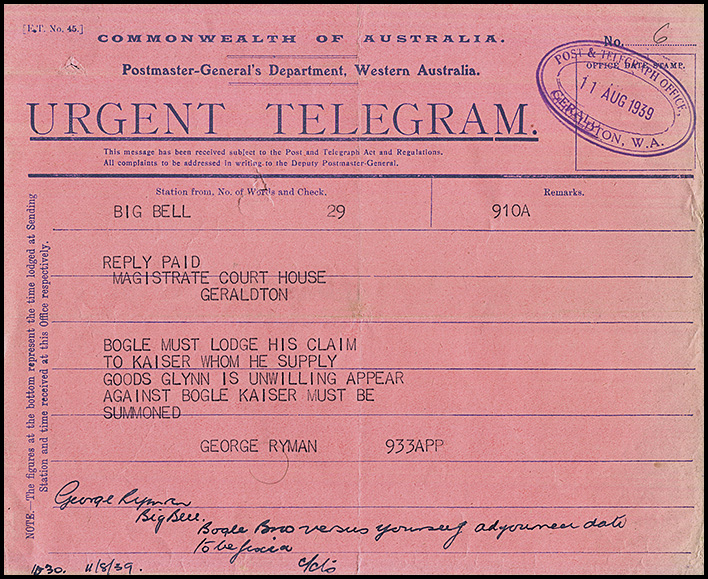 [E.T. No. 45.]
COMMONWEALTH OF AUSTRALIA.
No. 6
Postmaster-General's Department, Western Australia.
OFFICE DATE STAMP.
POST & TELEGRAPH OFFICE,
11 AUG 1939
GERALDTON, W.A.
URGENT TELEGRAM.
This message has been received subject to the Post and Telegraph Act and Regulations.
All complaints to be addressed in writing to the Deputy Postmaster-General.
Station from, No. of Words and Check. Remarks.
BIG BELL 29 910A
REPLY PAID
MAGISTRATE COURT HOUSE
GERALDTON
BOGLE MUST LODGE HIS CLAIM
TO KAISER WHOM HE SUPPLY
GOODS GLYNN IS UNWILLING APPEAR
AGAINST BOGLE KAISER MUST BE
SUMMONED
GEORGE RYMAN 933APP
NOTE.—The figures at the bottom represent the time lodged at Sending
Station and time received at this Office respectively.
George Ryman
Big Bell.
Bogle Bros versus yourself adjourned date
to be fixed
11/8/39.